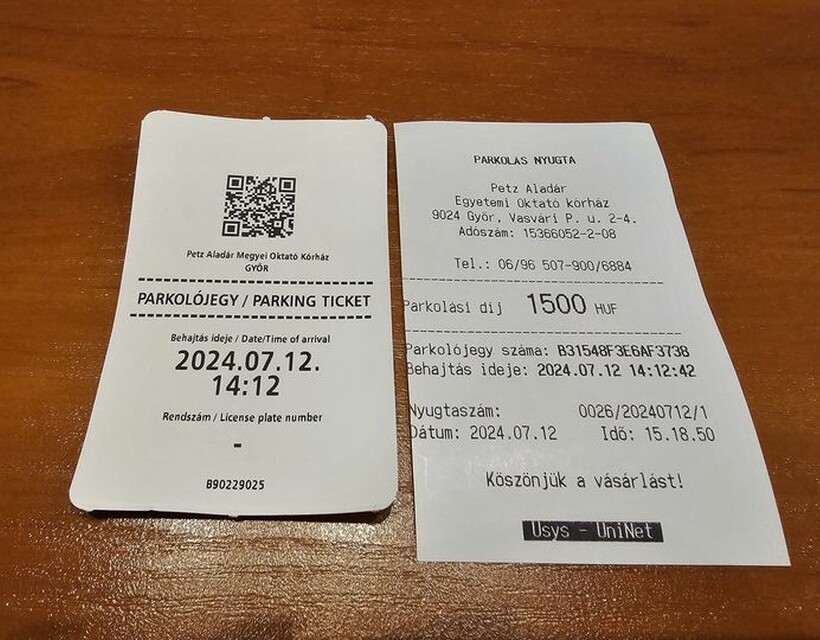 Petz Aladár Megyei Oktató Kórház
GYŐR
PARKOLÓJEGY / PARKING TICKET
Behajtás ideje / Date/Time of arrival
2024.07.12.
14:12
Rendszám / License plate number
-
B90229025
PARKOLÁS NYUGTA
Petz Aladár
Egyetemi Oktató Kórház
9024 Győr, Vasvári P. u. 2-4.
Adószám: 15366052-2-08
Tel.: 06/96 507-900/6884
Parkolási díj 1500 HUF
Parkolójegy száma: B31548F3E6AF3738
Behajtás ideje: 2024.07.12 14:12:42
Nyugtaszám: 0026/20240712/1
Dátum: 2024.07.12 Idő: 15.18.50
Köszönjük a vásárlást!
Usys - UniNet